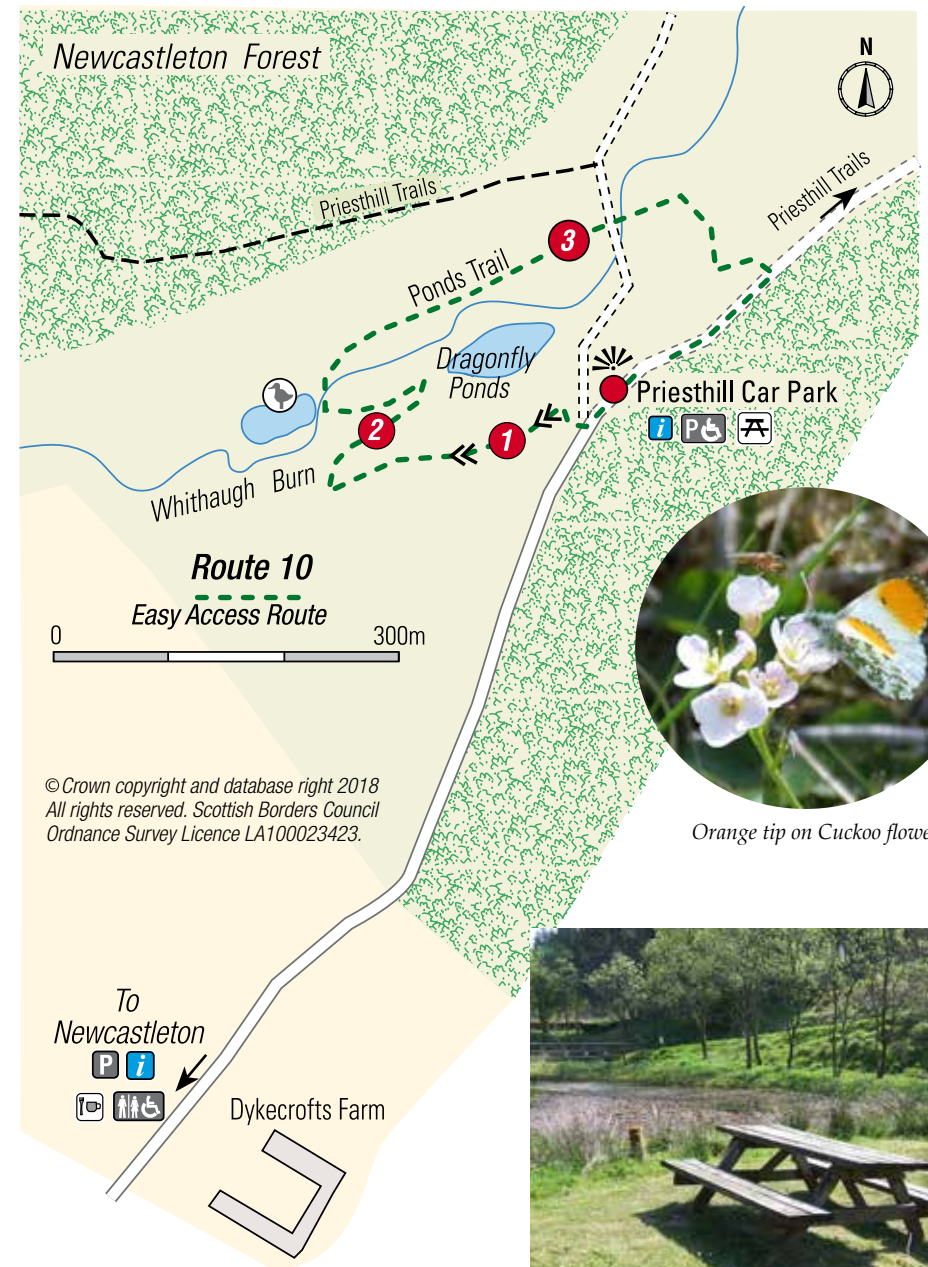 Newcastleton Forest
N
Priesthill Trails
Priesthill Trails
3
Ponds Trail
Dragonfly
Ponds
Priesthill Car Park
i P
2
1
Whithaugh Burn
Route 10
Easy Access Route
0 300m
© Crown copyright and database right 2018
All rights reserved. Scottish Borders Council
Ordnance Survey Licence LA100023423.
Orange tip on Cuckoo flowe
To
Newcastleton
P i
Dykecrofts Farm